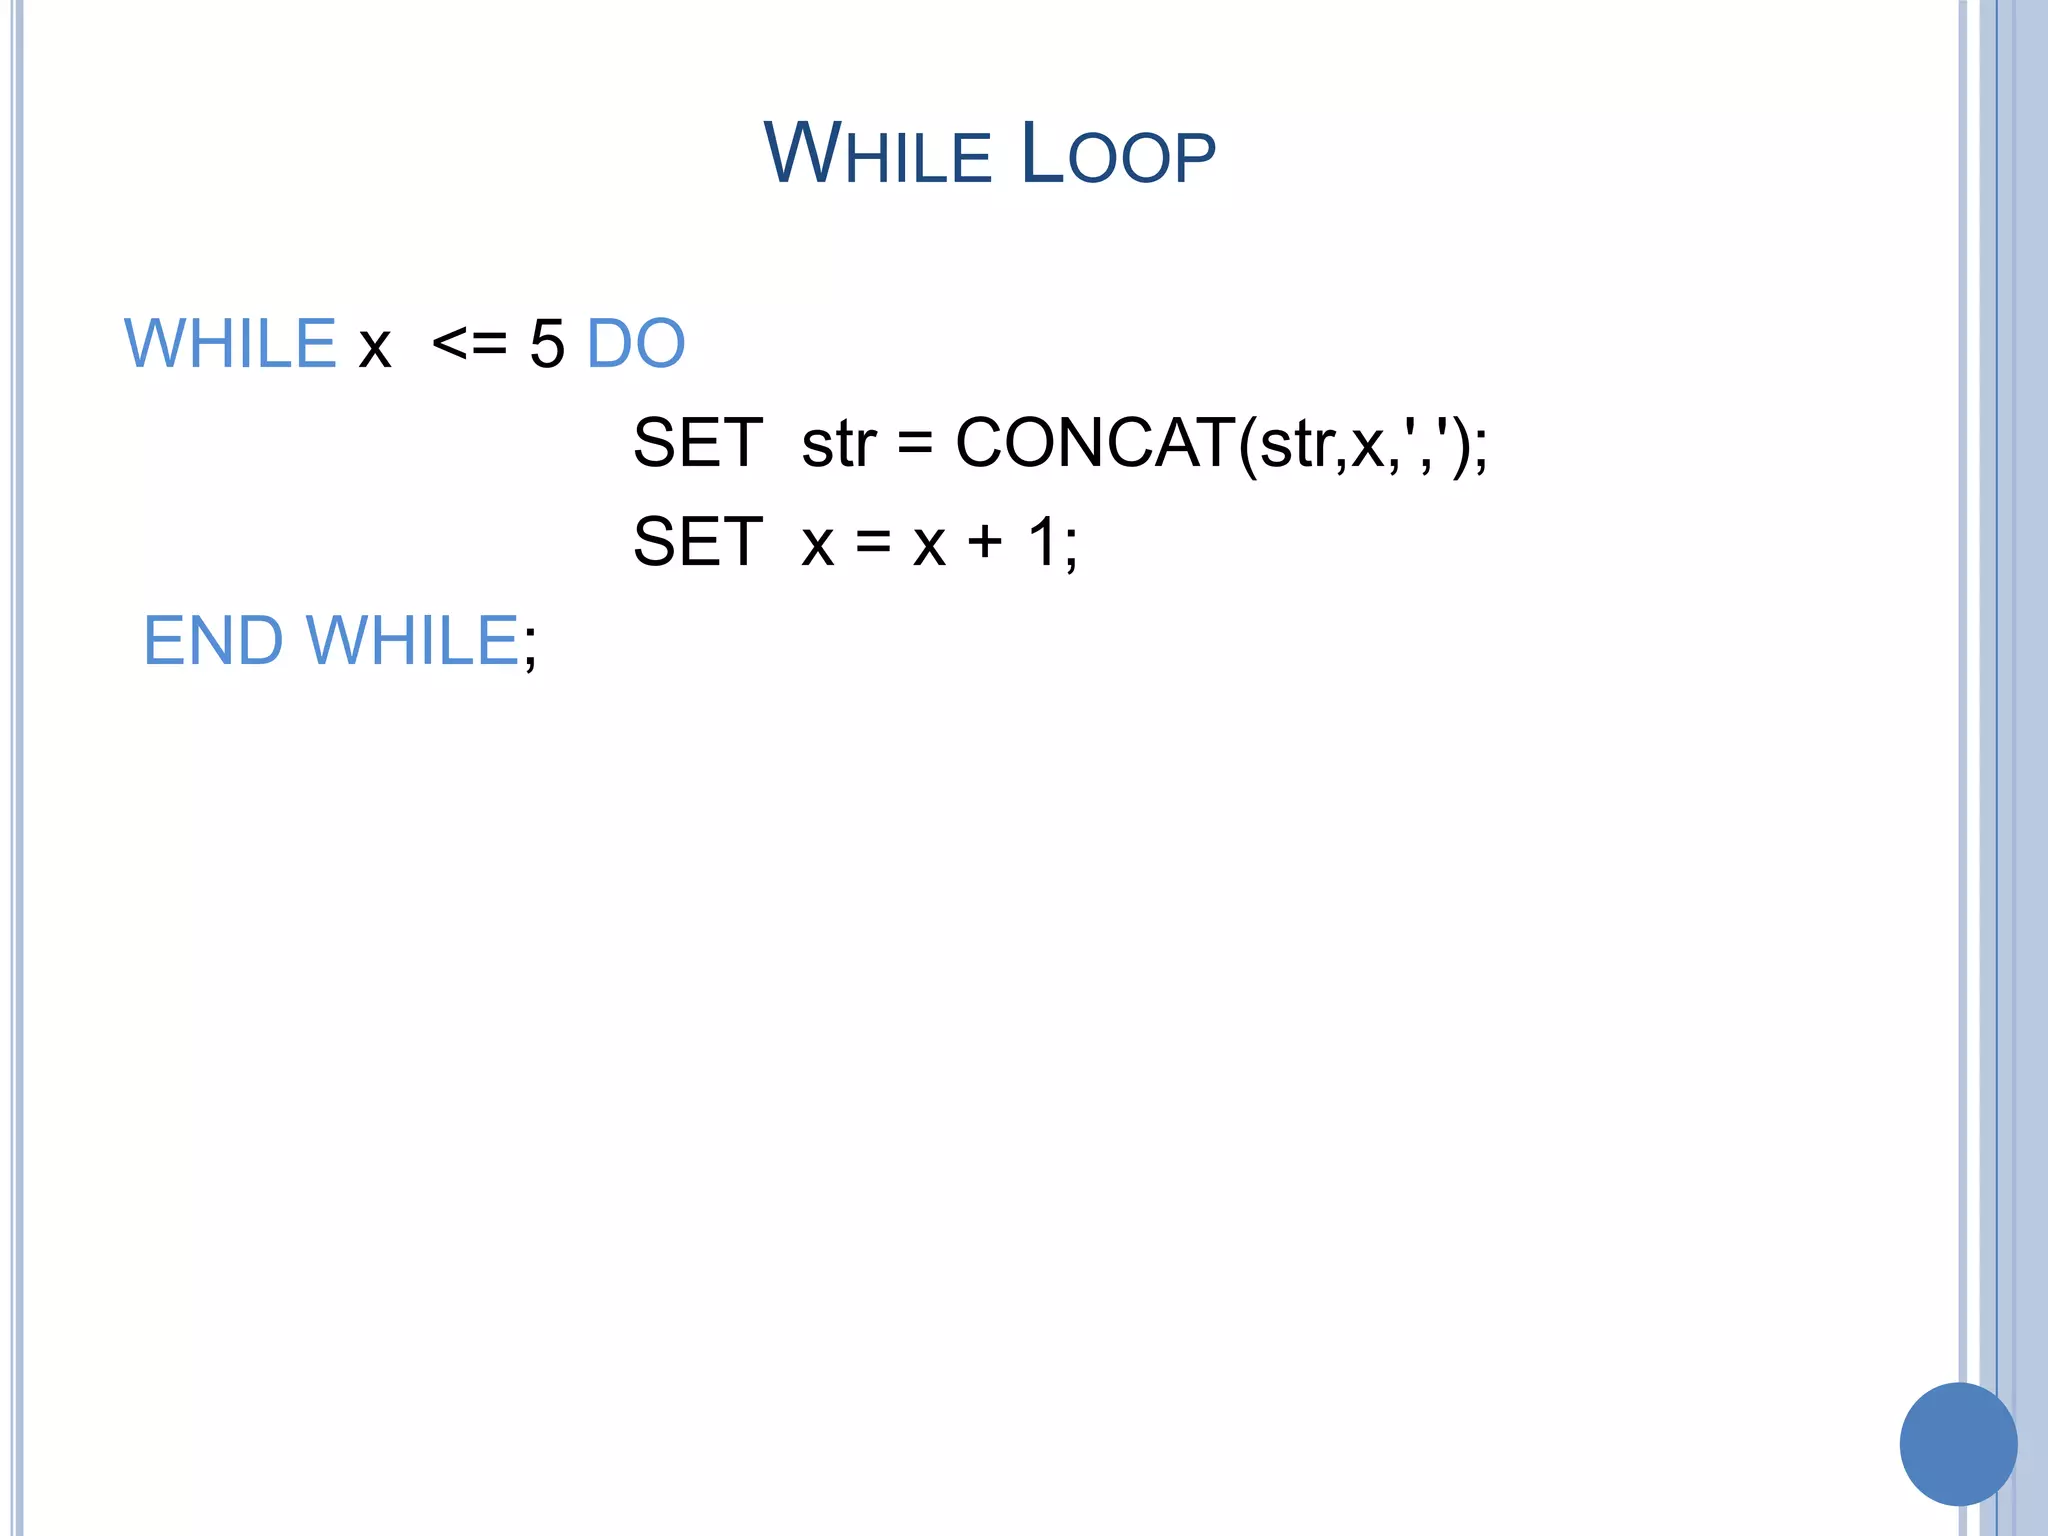 WHILE LOOP
WHILE x  <= 5 DO
SET  str = CONCAT(str,x,',');
SET  x = x + 1;
END WHILE;